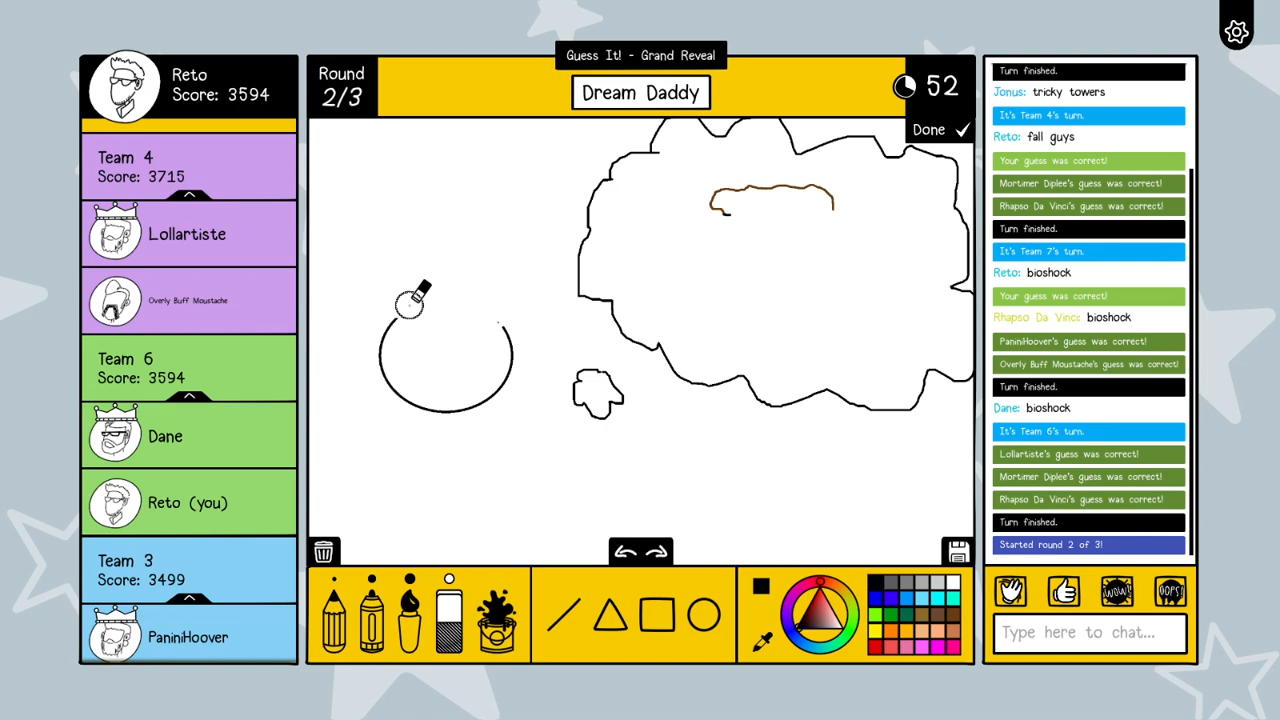 Guess It! - Grand Reveal
Reto
Score: 3594
Round
2/3
Dream Daddy
52
Done
Team 4
Score: 3715
Lollartiste
Overly Buff Moustache
Team 6
Score: 3594
Dane
Reto (you)
Team 3
Score: 3499
PaniniHoover
Turn finished.
Jonus: tricky towers
It's Team 4's turn.
Reto: fall guys
Your guess was correct!
Mortimer Diplee's guess was correct!
Rhapso Da Vinci's guess was correct!
Turn finished.
It's Team 7's turn.
Reto: bioshock
Your guess was correct!
Rhapso Da Vinci: bioshock
PaniniHoover's guess was correct!
Overly Buff Moustache's guess was correct!
Turn finished.
Dane: bioshock
It's Team 6's turn.
Lollartiste's guess was correct!
Mortimer Diplee's guess was correct!
Rhapso Da Vinci's guess was correct!
Turn finished.
Started round 2 of 3!
WOW!
OOPS!
Type here to chat...